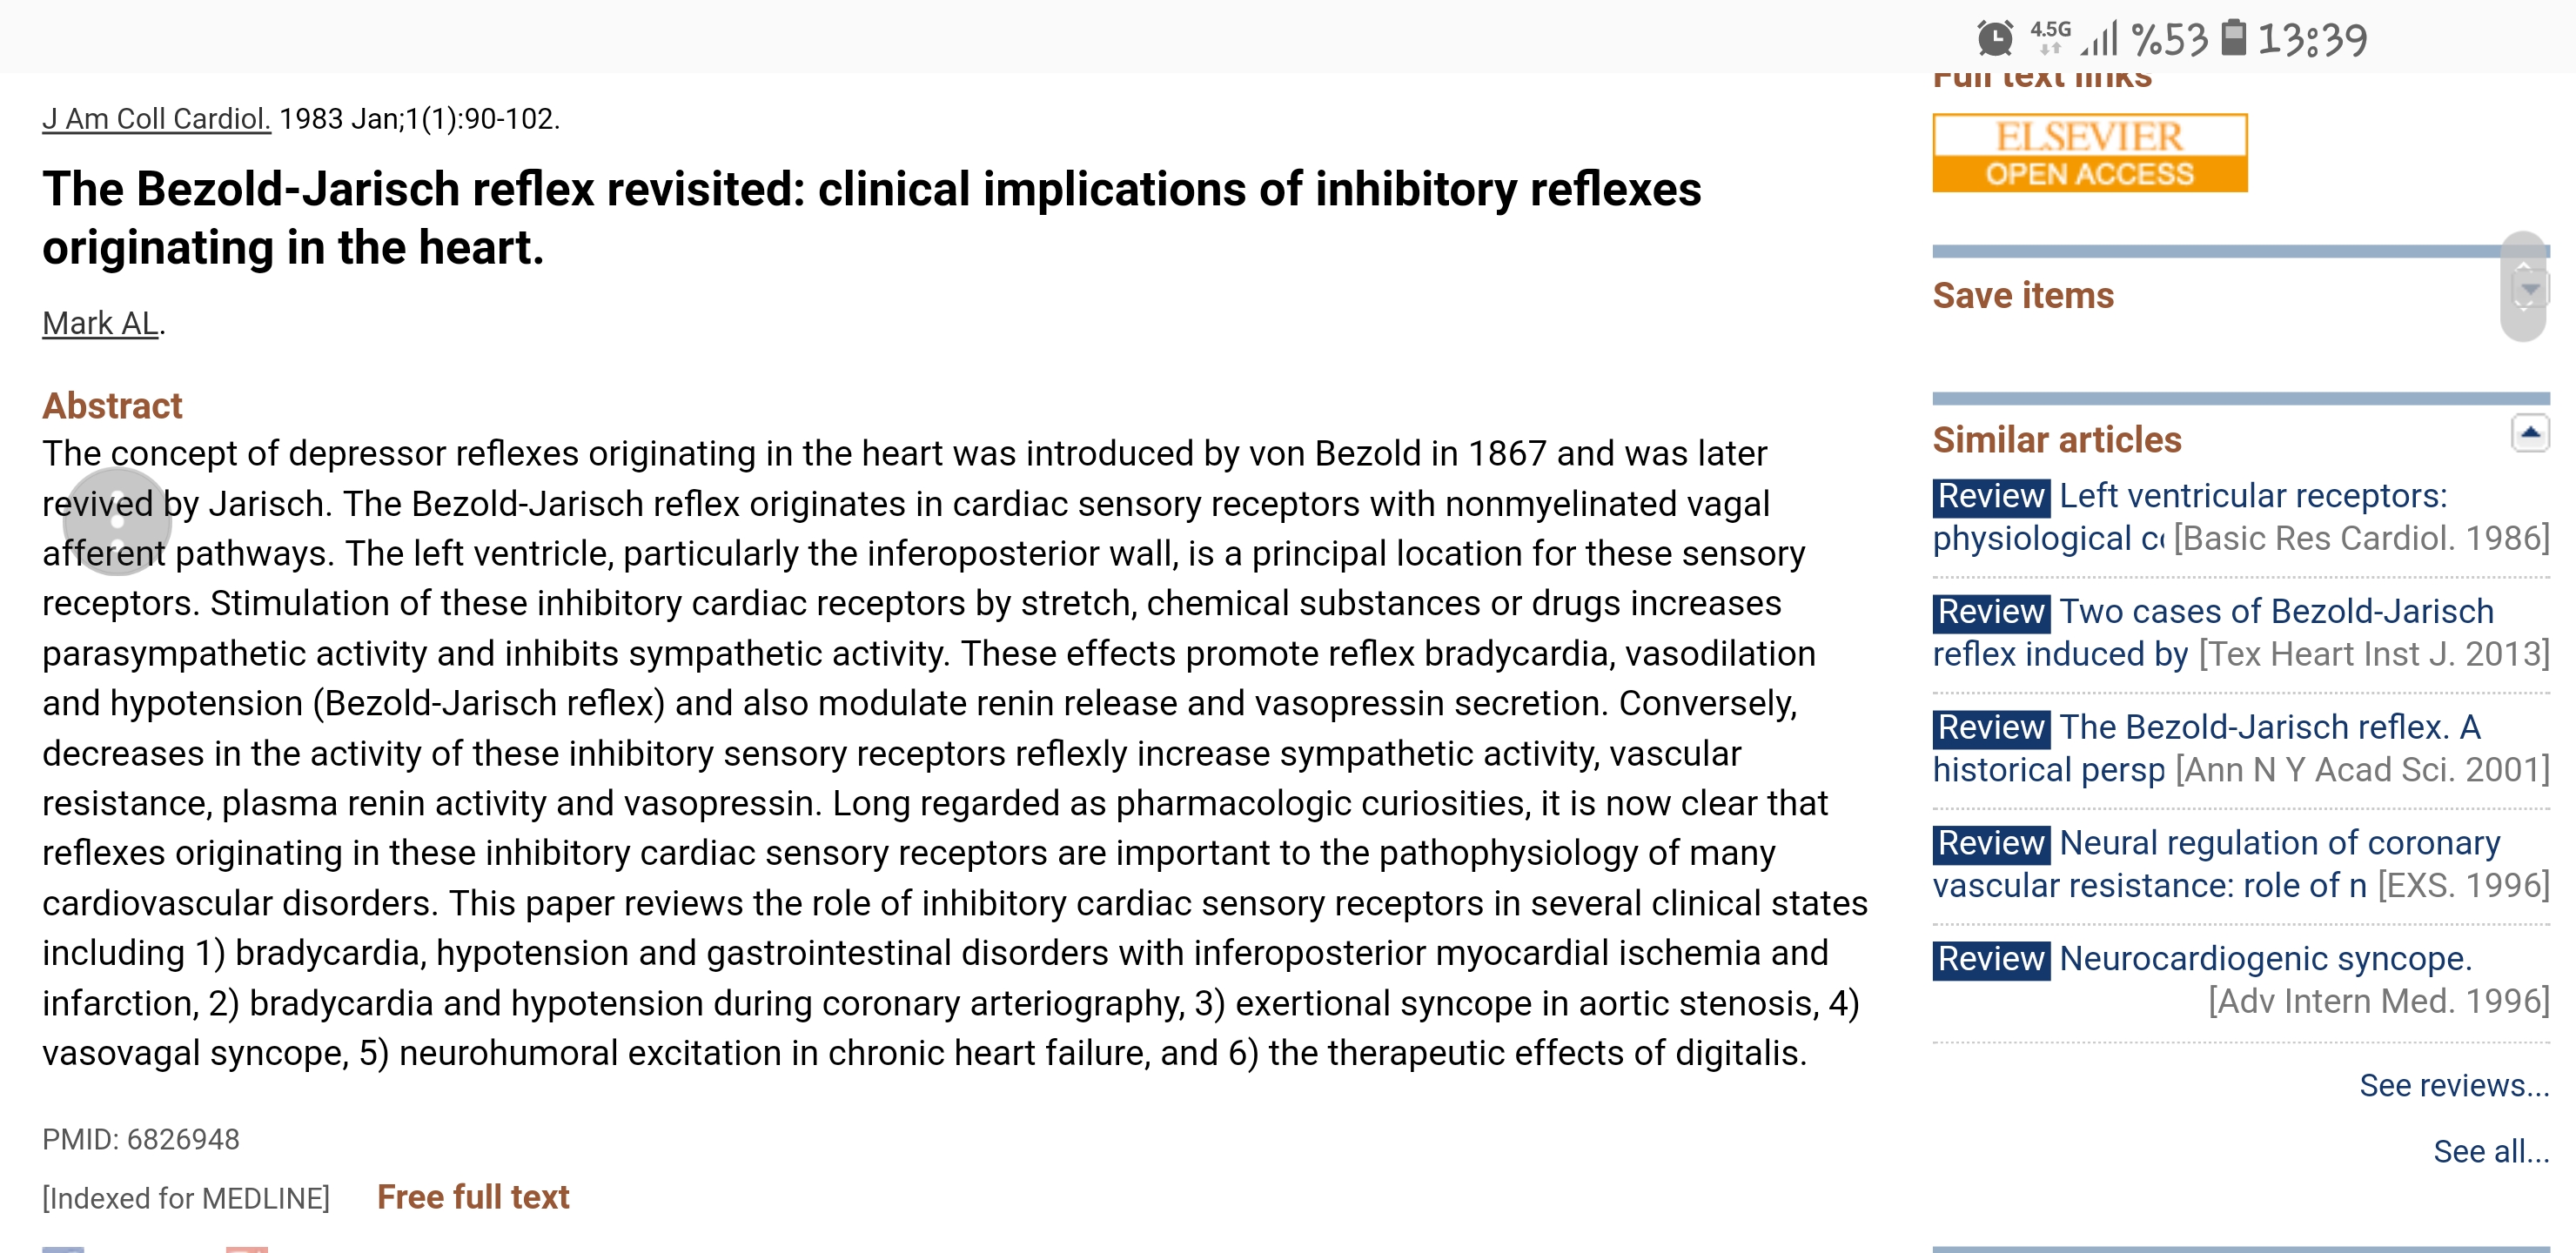 4.5G %53 13:39
J Am Coll Cardiol. 1983 Jan;1(1):90-102.
The Bezold-Jarisch reflex revisited: clinical implications of inhibitory reflexes
originating in the heart.
Mark AL.
Abstract
The concept of depressor reflexes originating in the heart was introduced by von Bezold in 1867 and was later
revived by Jarisch. The Bezold-Jarisch reflex originates in cardiac sensory receptors with nonmyelinated vagal
afferent pathways. The left ventricle, particularly the inferoposterior wall, is a principal location for these sensory
receptors. Stimulation of these inhibitory cardiac receptors by stretch, chemical substances or drugs increases
parasympathetic activity and inhibits sympathetic activity. These effects promote reflex bradycardia, vasodilation
and hypotension (Bezold-Jarisch reflex) and also modulate renin release and vasopressin secretion. Conversely,
decreases in the activity of these inhibitory sensory receptors reflexly increase sympathetic activity, vascular
resistance, plasma renin activity and vasopressin. Long regarded as pharmacologic curiosities, it is now clear that
reflexes originating in these inhibitory cardiac sensory receptors are important to the pathophysiology of many
cardiovascular disorders. This paper reviews the role of inhibitory cardiac sensory receptors in several clinical states
including 1) bradycardia, hypotension and gastrointestinal disorders with inferoposterior myocardial ischemia and
infarction, 2) bradycardia and hypotension during coronary arteriography, 3) exertional syncope in aortic stenosis, 4)
vasovagal syncope, 5) neurohumoral excitation in chronic heart failure, and 6) the therapeutic effects of digitalis.
PMID: 6826948
[Indexed for MEDLINE] Free full text
Full text links
ELSEVIER
OPEN ACCESS
Save items
Similar articles
Review Left ventricular receptors:
physiological c [Basic Res Cardiol. 1986]
Review Two cases of Bezold-Jarisch
reflex induced by [Tex Heart Inst J. 2013]
Review The Bezold-Jarisch reflex. A
historical persp [Ann N Y Acad Sci. 2001]
Review Neural regulation of coronary
vascular resistance: role of n [EXS. 1996]
Review Neurocardiogenic syncope.
[Adv Intern Med. 1996]
See reviews...
See all...